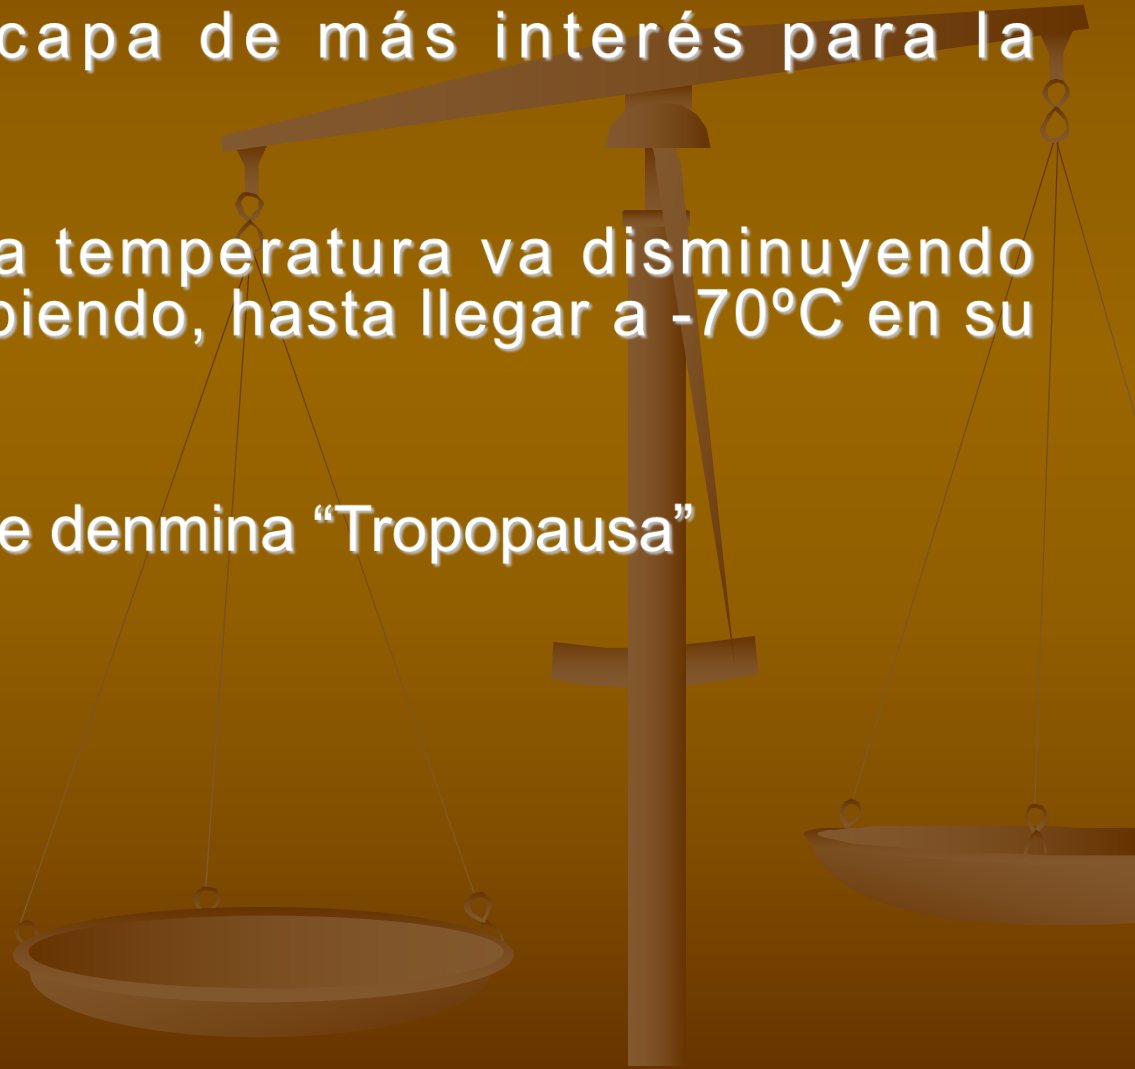 capa de más interés para la
a temperatura va disminuyendo
biendo, hasta llegar a -70ºC en su
e denmina “Tropopausa”